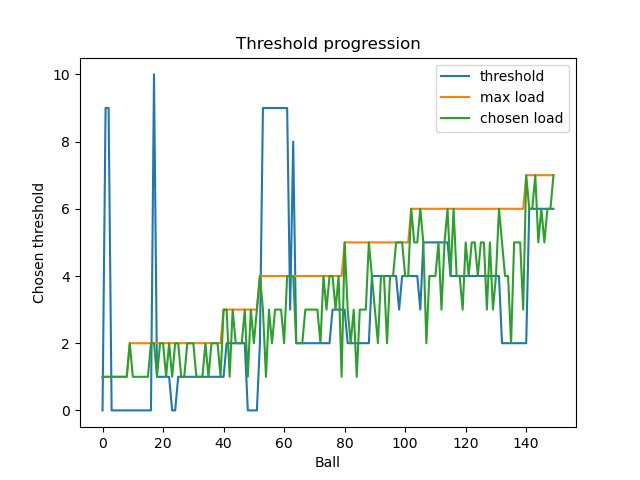 Threshold progression
threshold
max load
chosen load
Chosen threshold
10
8
6
4
2
0
0 20 40 60 80 100 120 140
Ball